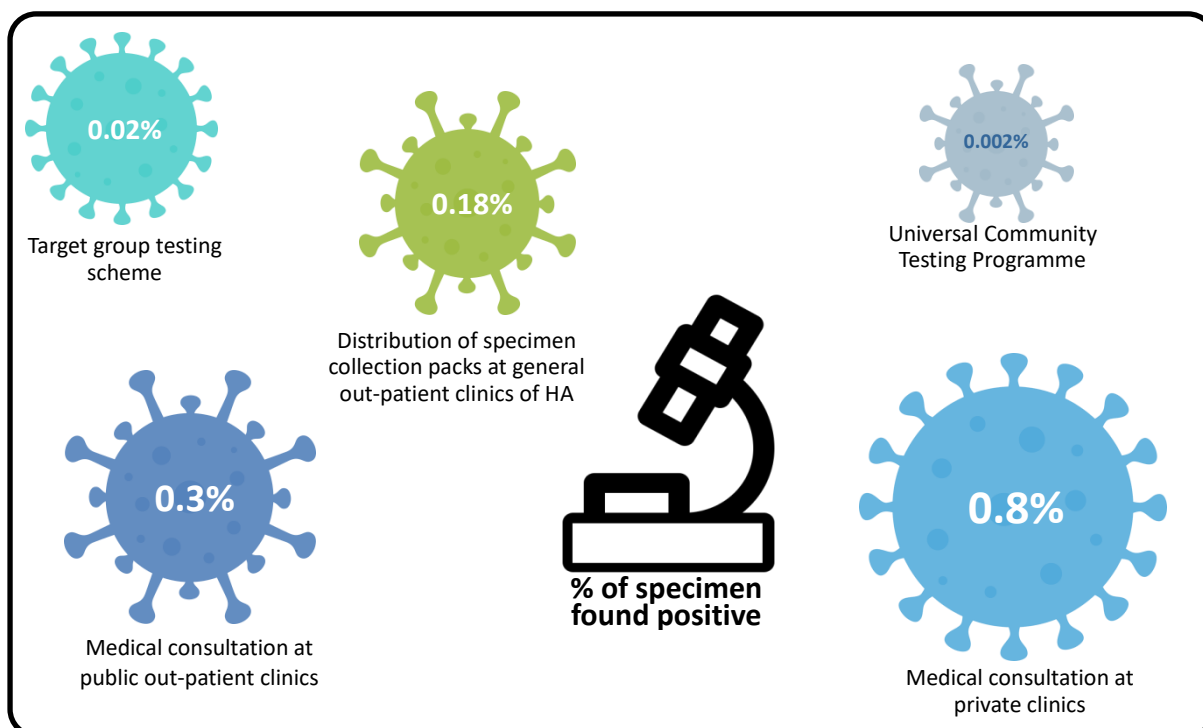 0.02%
Target group testing
scheme
0.18%
Distribution of specimen
collection packs at general
out-patient clinics of HA
0.002%
Universal Community
Testing Programme
0.3%
Medical consultation at
public out-patient clinics
% of specimen
found positive
0.8%
Medical consultation at
private clinics